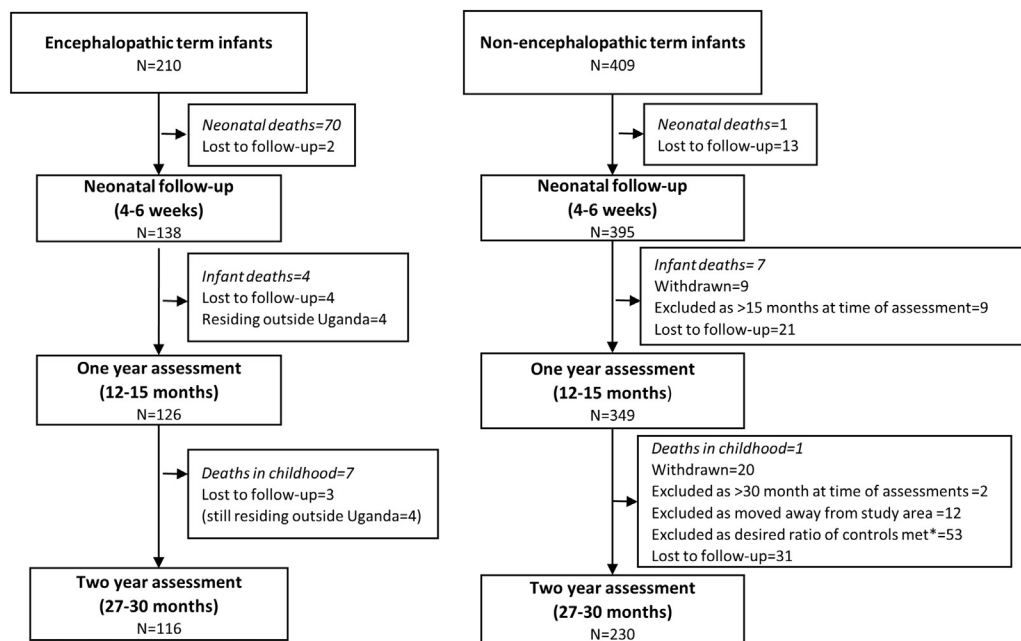 Encephalopathic term infants
N=210
Neonatal deaths=70
Lost to follow-up=2
Neonatal follow-up
(4-6 weeks)
N=138
Infant deaths=4
Lost to follow-up=4
Residing outside Uganda=4
One year assessment
(12-15 months)
N=126
Deaths in childhood=7
Lost to follow-up=3
(still residing outside Uganda=4)
Two year assessment
(27-30 months)
N=116
Non-encephalopathic term infants
N=409
Neonatal deaths=1
Lost to follow-up=13
Neonatal follow-up
(4-6 weeks)
N=395
Infant deaths= 7
Withdrawn=9
Excluded as >15 months at time of assessment=9
Lost to follow-up=21
One year assessment
(12-15 months)
N=349
Deaths in childhood=1
Withdrawn=20
Excluded as >30 month at time of assessments =2
Excluded as moved away from study area =12
Excluded as desired ratio of controls met*=53
Lost to follow-up=31
Two year assessment
(27-30 months)
N=230